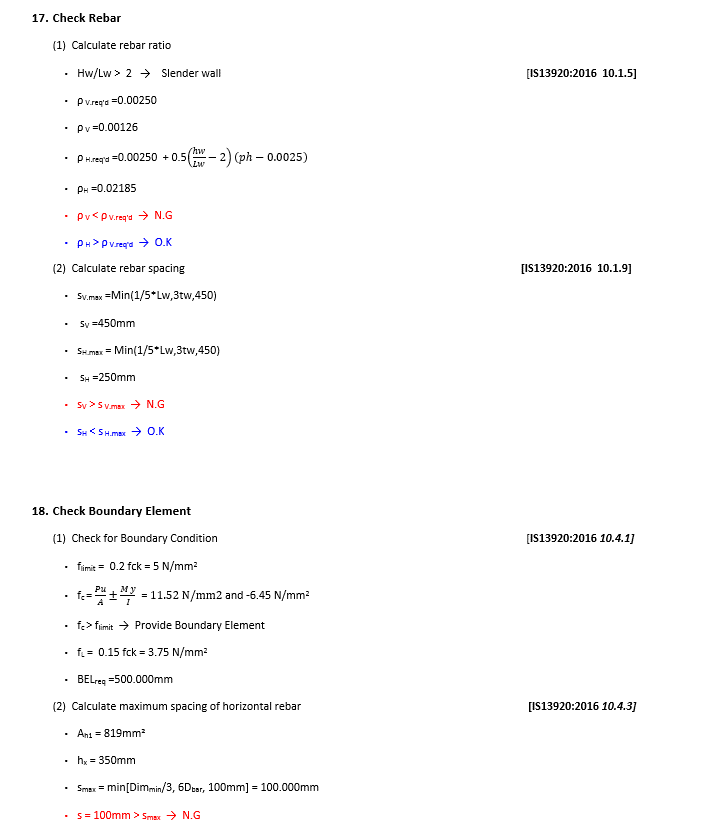 17. Check Rebar
(1) Calculate rebar ratio
• Hw/Lw > 2 → Slender wall [IS13920:2016 10.1.5]
• ρ V.req'd =0.00250
• ρ V =0.00126
• ρ H.req'd =0.00250 + 0.5(hw/Lw − 2) (ph − 0.0025)
• ρH =0.02185
• ρ V < ρ V.req'd → N.G
• ρ H > ρ V.req'd → O.K
(2) Calculate rebar spacing [IS13920:2016 10.1.9]
• sV.max =Min(1/5*Lw,3tw,450)
• sV =450mm
• sH.max = Min(1/5*Lw,3tw,450)
• sH =250mm
• sV > s V.max → N.G
• sH < s H.max → O.K
18. Check Boundary Element
(1) Check for Boundary Condition [IS13920:2016 10.4.1]
• flimit = 0.2 fck = 5 N/mm²
• fc = Pu/A ± My/I = 11.52 N/mm2 and -6.45 N/mm²
• fc > flimit → Provide Boundary Element
• fL = 0.15 fck = 3.75 N/mm²
• BELreq =500.000mm
(2) Calculate maximum spacing of horizontal rebar [IS13920:2016 10.4.3]
• Ah1 = 819mm²
• hx = 350mm
• smax = min[Dimmin/3, 6Dbar, 100mm] = 100.000mm
• s = 100mm > smax → N.G